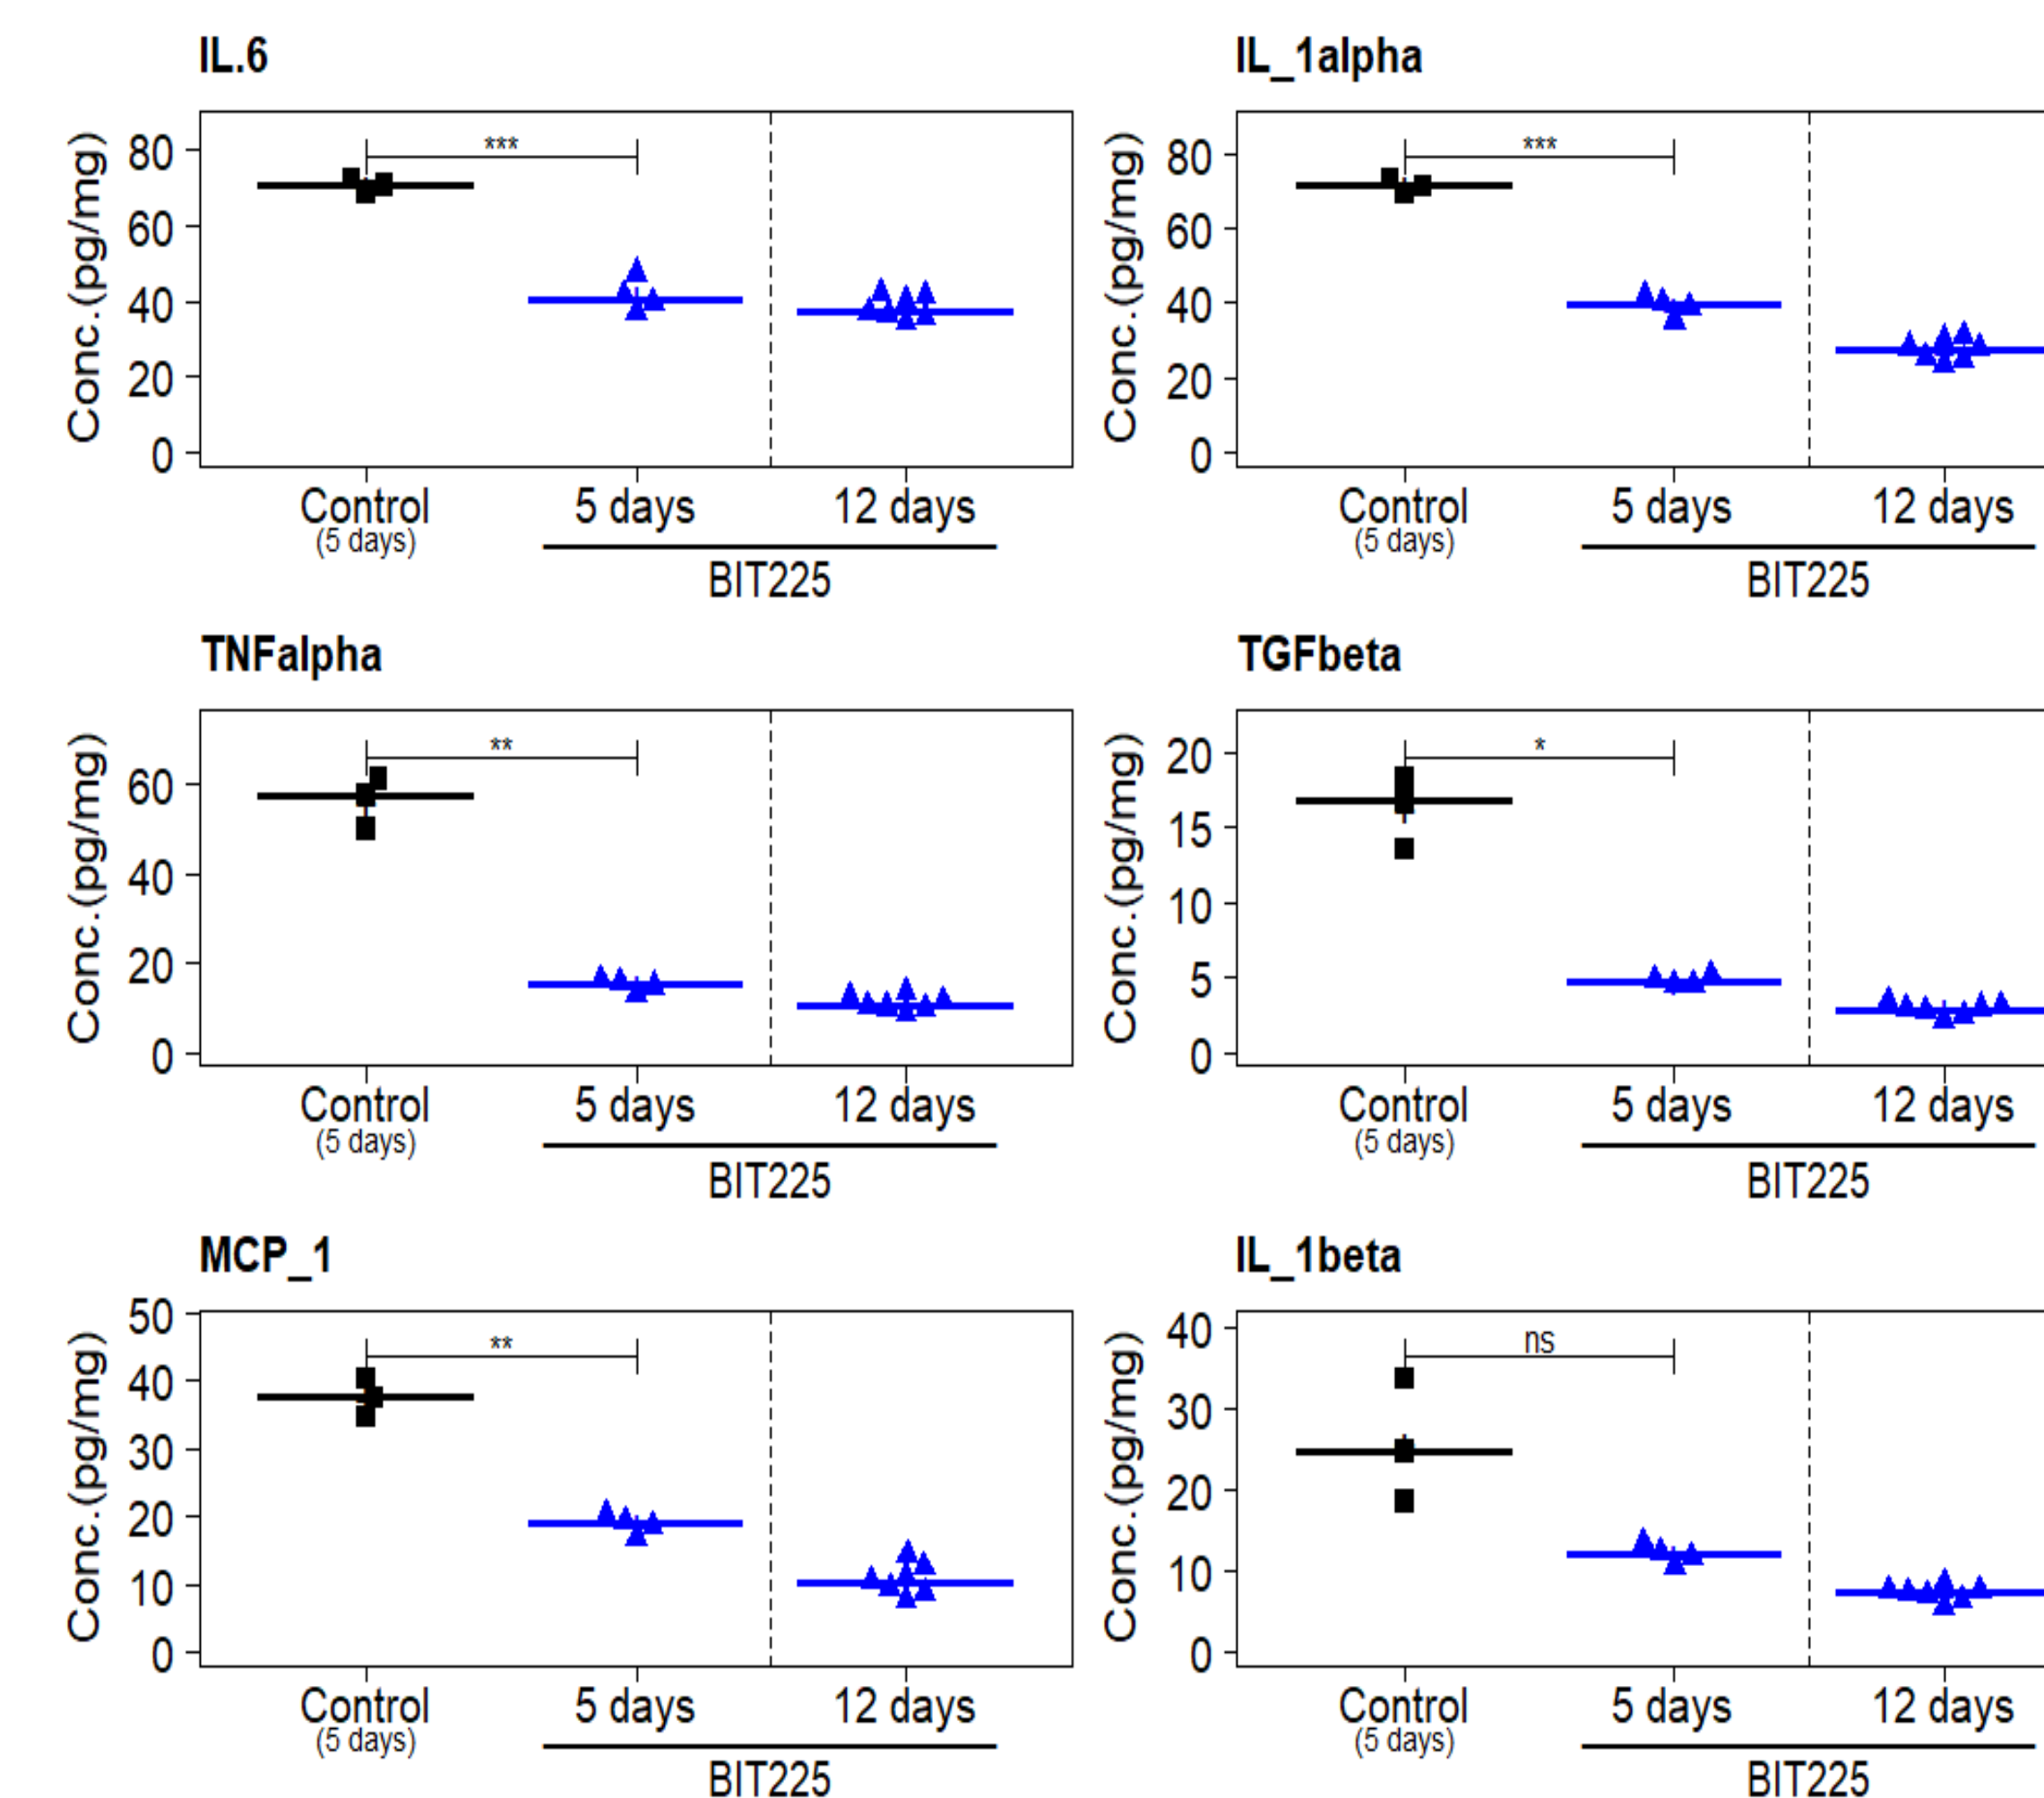 IL.6
Conc.(pg/mg)
80
60
40
20
0
***
Control
(5 days)
5 days
12 days
BIT225
IL_1alpha
Conc.(pg/mg)
80
60
40
20
0
***
Control
(5 days)
5 days
12 days
BIT225
TNFalpha
Conc.(pg/mg)
60
40
20
0
**
Control
(5 days)
5 days
12 days
BIT225
TGFbeta
Conc.(pg/mg)
20
15
10
5
0
*
Control
(5 days)
5 days
12 days
BIT225
MCP_1
Conc.(pg/mg)
50
40
30
20
10
0
**
Control
(5 days)
5 days
12 days
BIT225
IL_1beta
Conc.(pg/mg)
40
30
20
10
0
ns
Control
(5 days)
5 days
12 days
BIT225